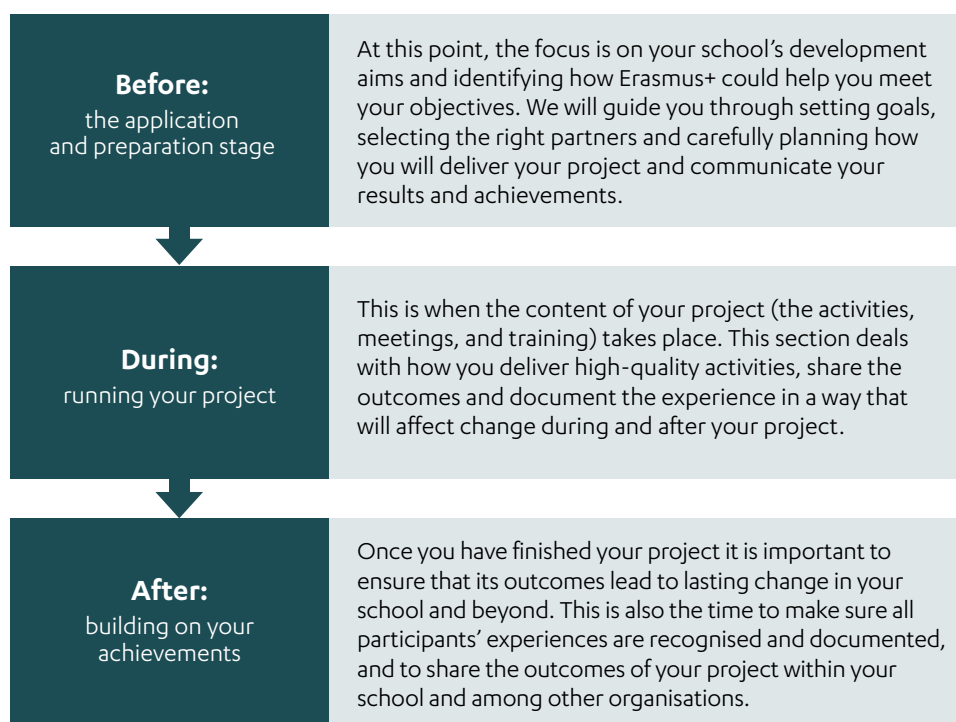 Before:
the application
and preparation stage
At this point, the focus is on your school's development
aims and identifying how Erasmus+ could help you meet
your objectives. We will guide you through setting goals,
selecting the right partners and carefully planning how
you will deliver your project and communicate your
results and achievements.
During:
running your project
This is when the content of your project (the activities,
meetings, and training) takes place. This section deals
with how you deliver high-quality activities, share the
outcomes and document the experience in a way that
will affect change during and after your project.
After:
building on your
achievements
Once you have finished your project it is important to
ensure that its outcomes lead to lasting change in your
school and beyond. This is also the time to make sure all
participants' experiences are recognised and documented,
and to share the outcomes of your project within your
school and among other organisations.